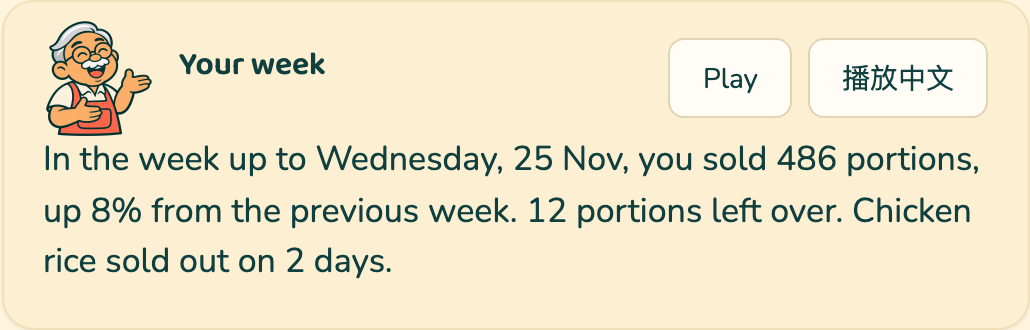 Your week
Play
播放中文
In the week up to Wednesday, 25 Nov, you sold 486 portions,
up 8% from the previous week. 12 portions left over. Chicken
rice sold out on 2 days.